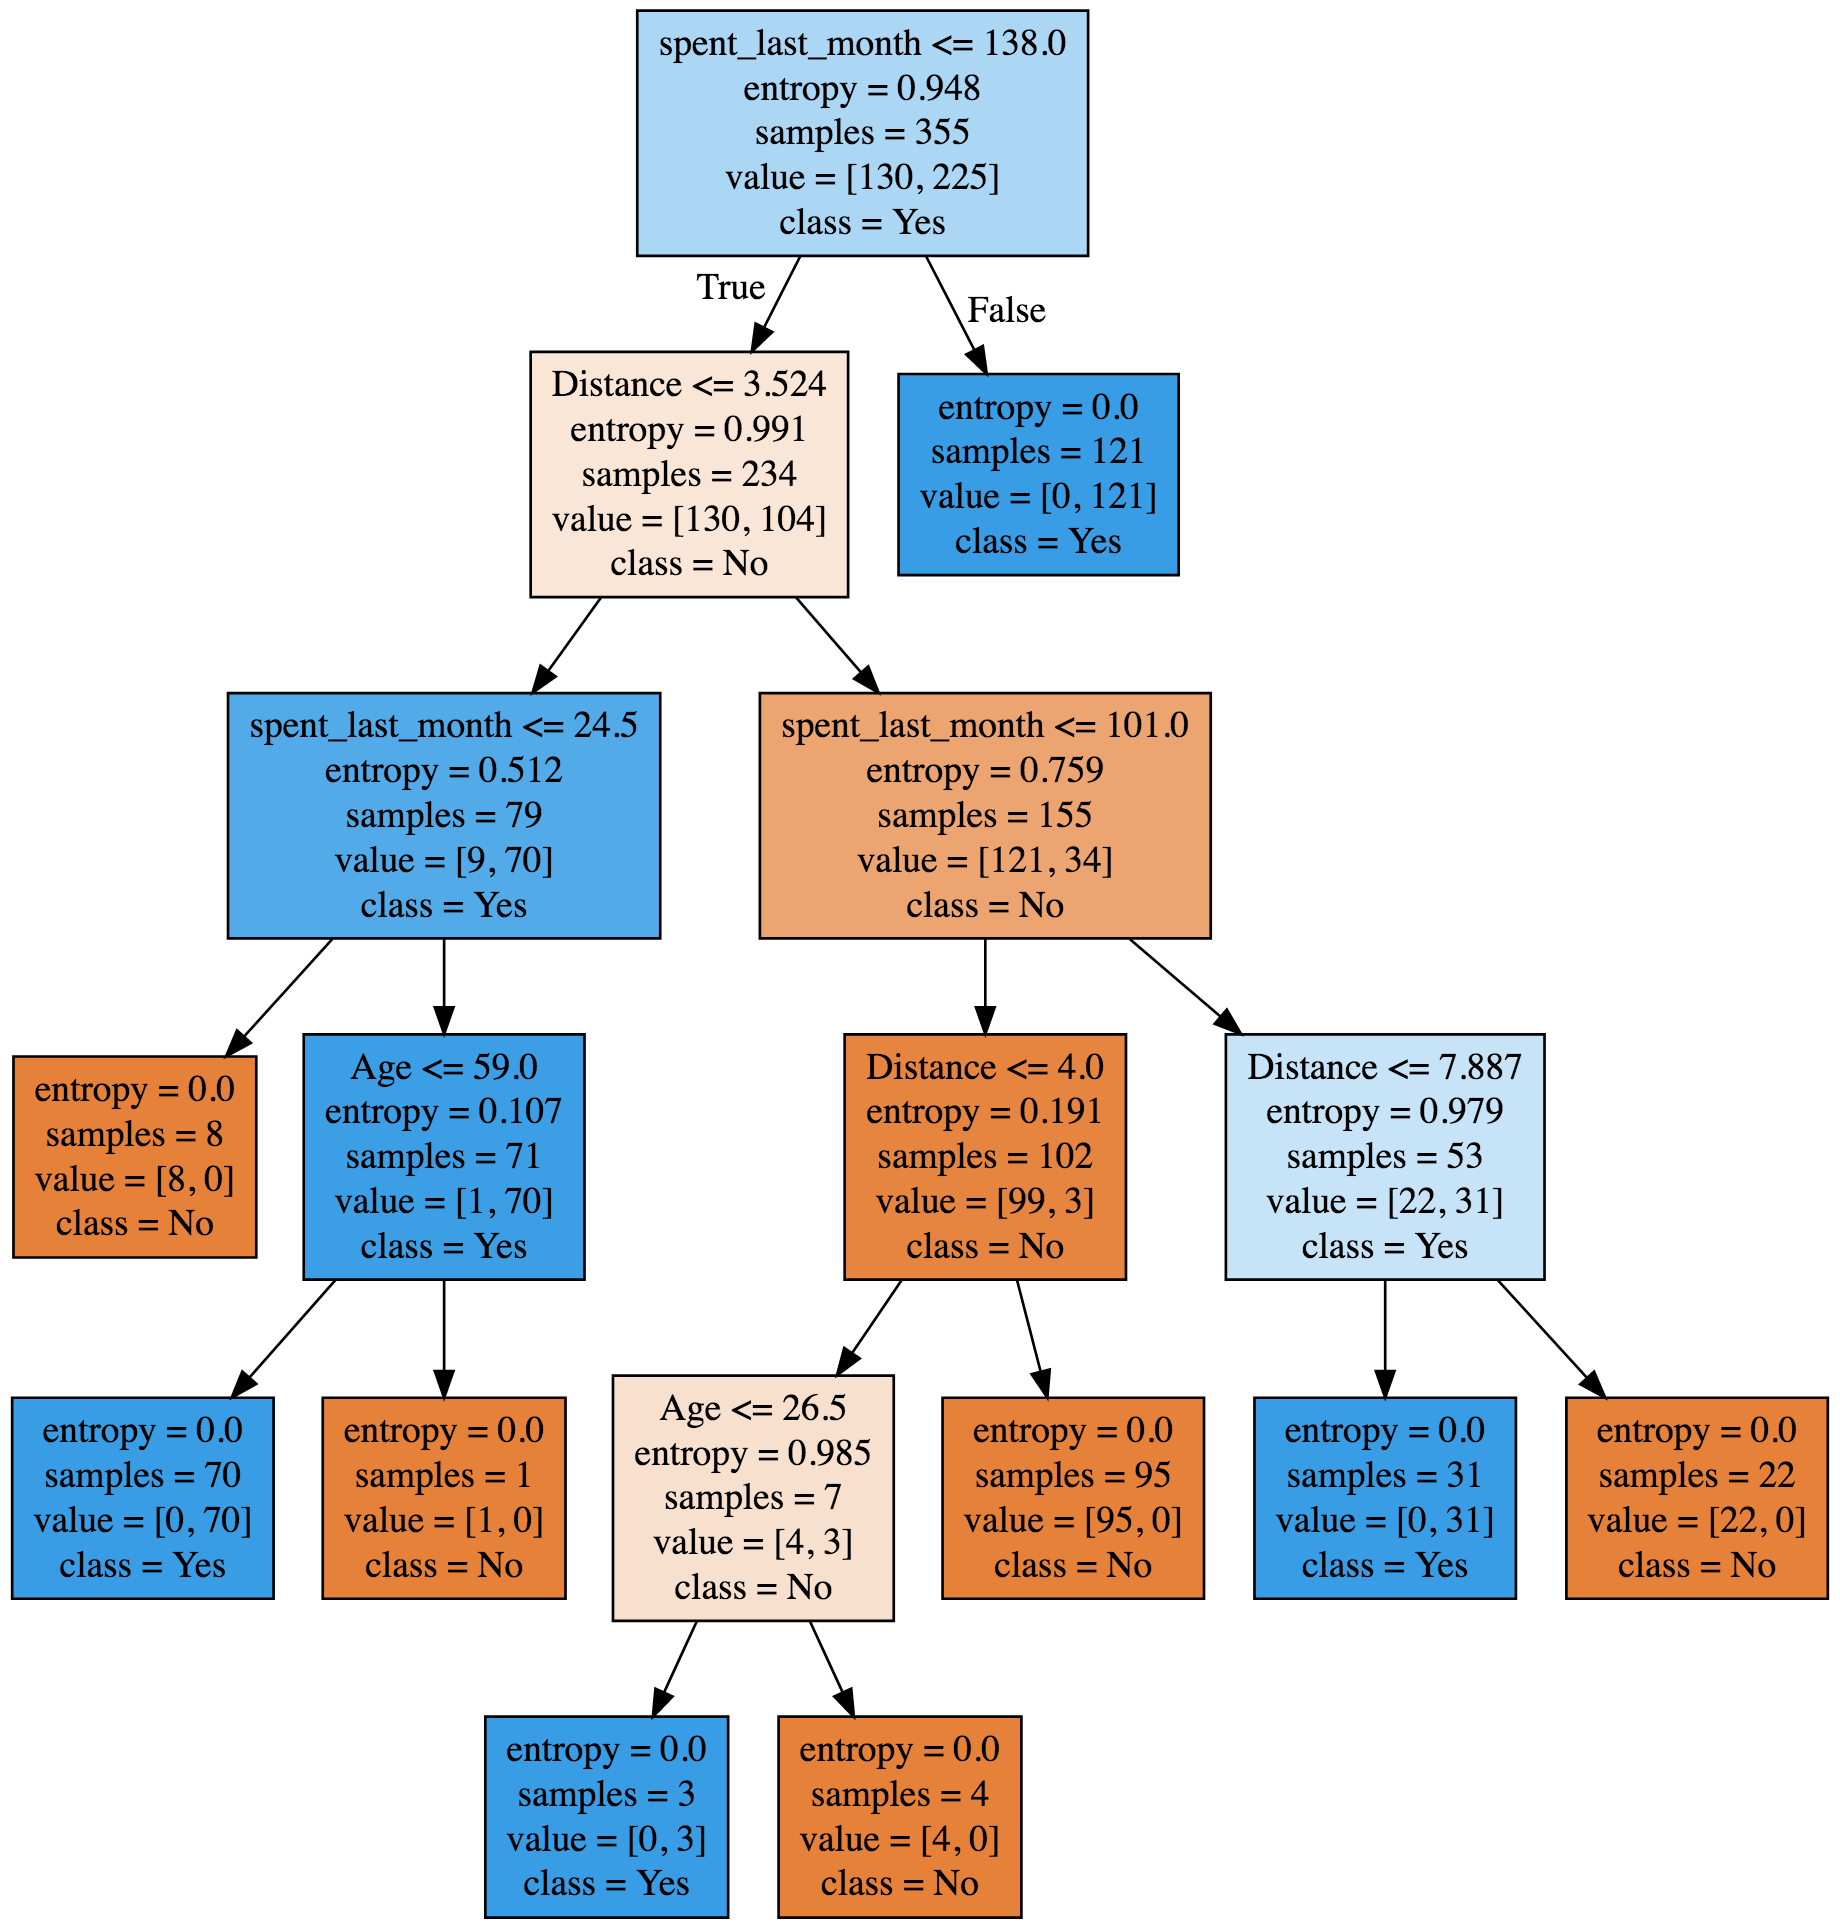 spent_last_month <= 138.0
entropy = 0.948
samples = 355
value = [130, 225]
class = Yes
True
False
Distance <= 3.524
entropy = 0.991
samples = 234
value = [130, 104]
class = No
entropy = 0.0
samples = 121
value = [0, 121]
class = Yes
spent_last_month <= 24.5
entropy = 0.512
samples = 79
value = [9, 70]
class = Yes
spent_last_month <= 101.0
entropy = 0.759
samples = 155
value = [121, 34]
class = No
entropy = 0.0
samples = 8
value = [8, 0]
class = No
Age <= 59.0
entropy = 0.107
samples = 71
value = [1, 70]
class = Yes
Distance <= 4.0
entropy = 0.191
samples = 102
value = [99, 3]
class = No
Distance <= 7.887
entropy = 0.979
samples = 53
value = [22, 31]
class = Yes
entropy = 0.0
samples = 70
value = [0, 70]
class = Yes
entropy = 0.0
samples = 1
value = [1, 0]
class = No
Age <= 26.5
entropy = 0.985
samples = 7
value = [4, 3]
class = No
entropy = 0.0
samples = 95
value = [95, 0]
class = No
entropy = 0.0
samples = 31
value = [0, 31]
class = Yes
entropy = 0.0
samples = 22
value = [22, 0]
class = No
entropy = 0.0
samples = 3
value = [0, 3]
class = Yes
entropy = 0.0
samples = 4
value = [4, 0]
class = No